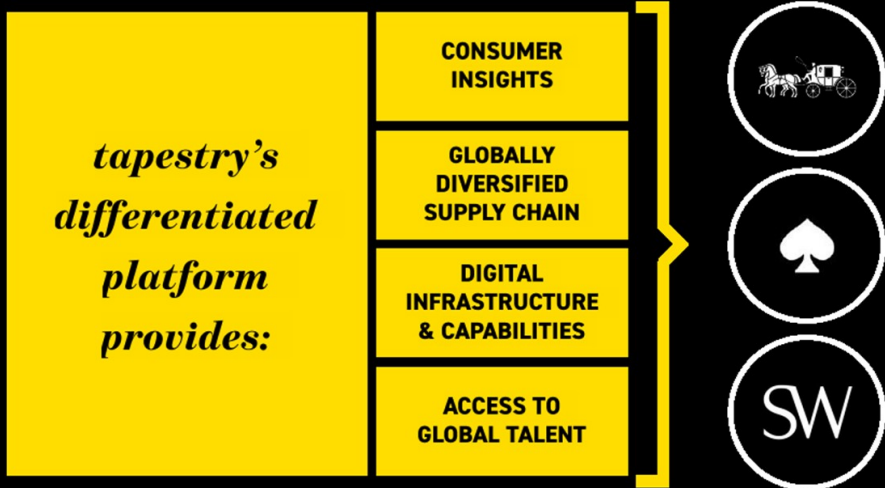 tapestry's
differentiated
platform
provides:
CONSUMER
INSIGHTS
GLOBALLY
DIVERSIFIED
SUPPLY CHAIN
DIGITAL
INFRASTRUCTURE
& CAPABILITIES
ACCESS TO
GLOBAL TALENT
SW